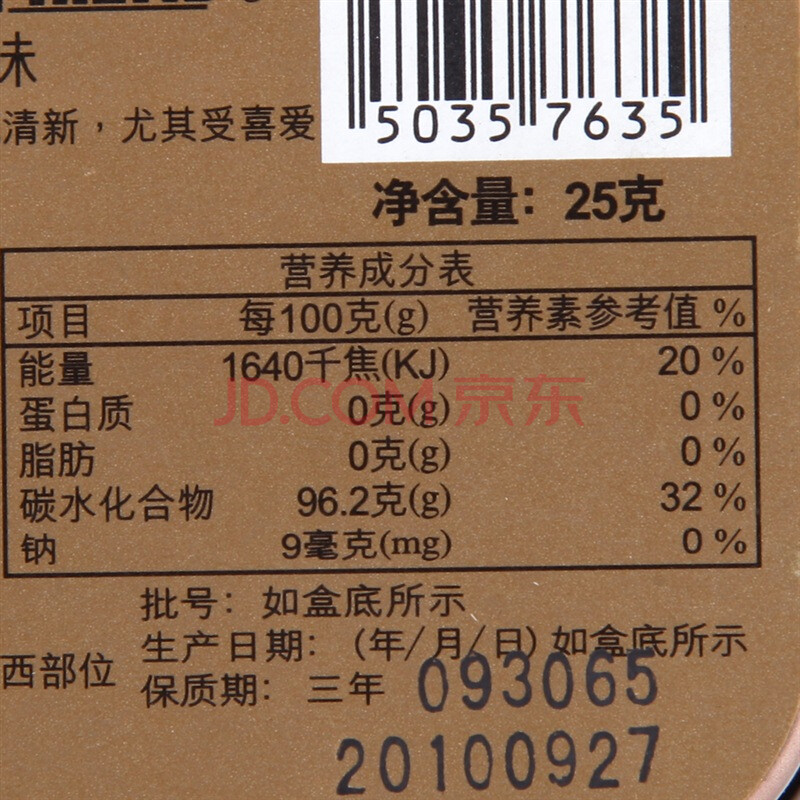 味
清新，尤其受喜爱
5035 7635
净含量：25克
营养成分表
项目 每100克(g) 营养素参考值 %
能量 1640千焦(KJ) 20 %
蛋白质 0克(g) 0 %
脂肪 0克(g) 0 %
碳水化合物 96.2克(g) 32 %
钠 9毫克(mg) 0 %
JD.COM 京东
批号：如盒底所示
生产日期：(年/月/日) 如盒底所示
西部位
保质期：三年
093065
20100927